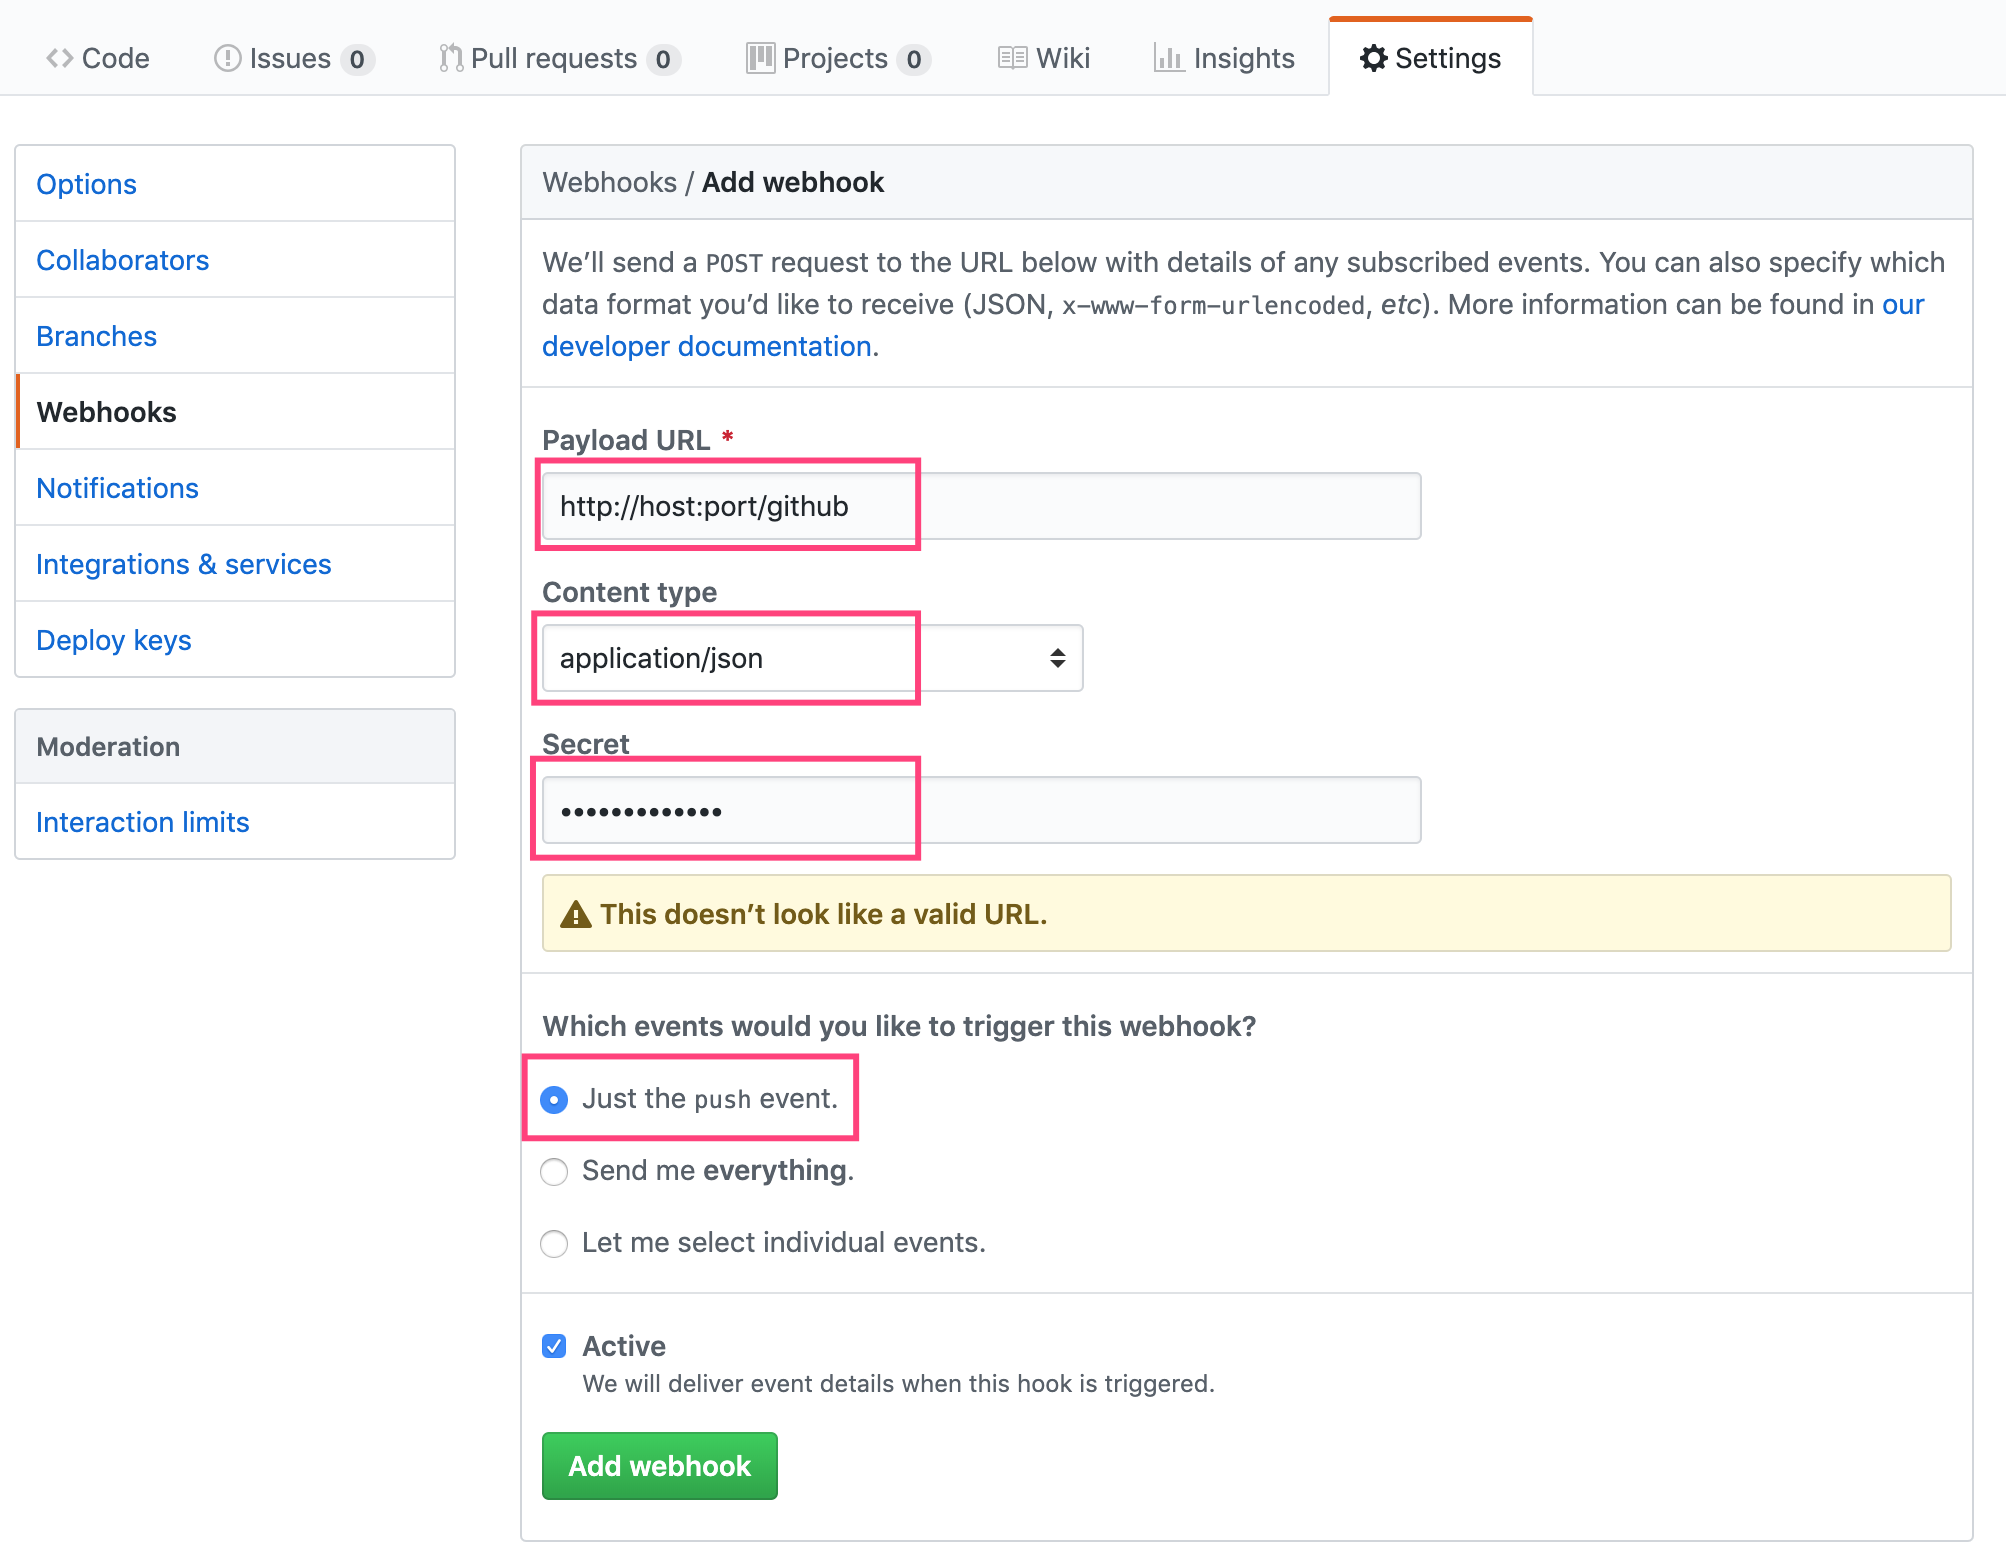 Code Issues 0 Pull requests 0 Projects 0 Wiki Insights Settings
Options
Collaborators
Branches
Webhooks
Notifications
Integrations & services
Deploy keys
Moderation
Interaction limits
Webhooks / Add webhook
We’ll send a POST request to the URL below with details of any subscribed events. You can also specify which
data format you’d like to receive (JSON, x-www-form-urlencoded, etc). More information can be found in our
developer documentation.
Payload URL *
http://host:port/github
Content type
application/json
Secret
•••••••••••••
This doesn’t look like a valid URL.
Which events would you like to trigger this webhook?
Just the push event.
Send me everything.
Let me select individual events.
Active
We will deliver event details when this hook is triggered.
Add webhook